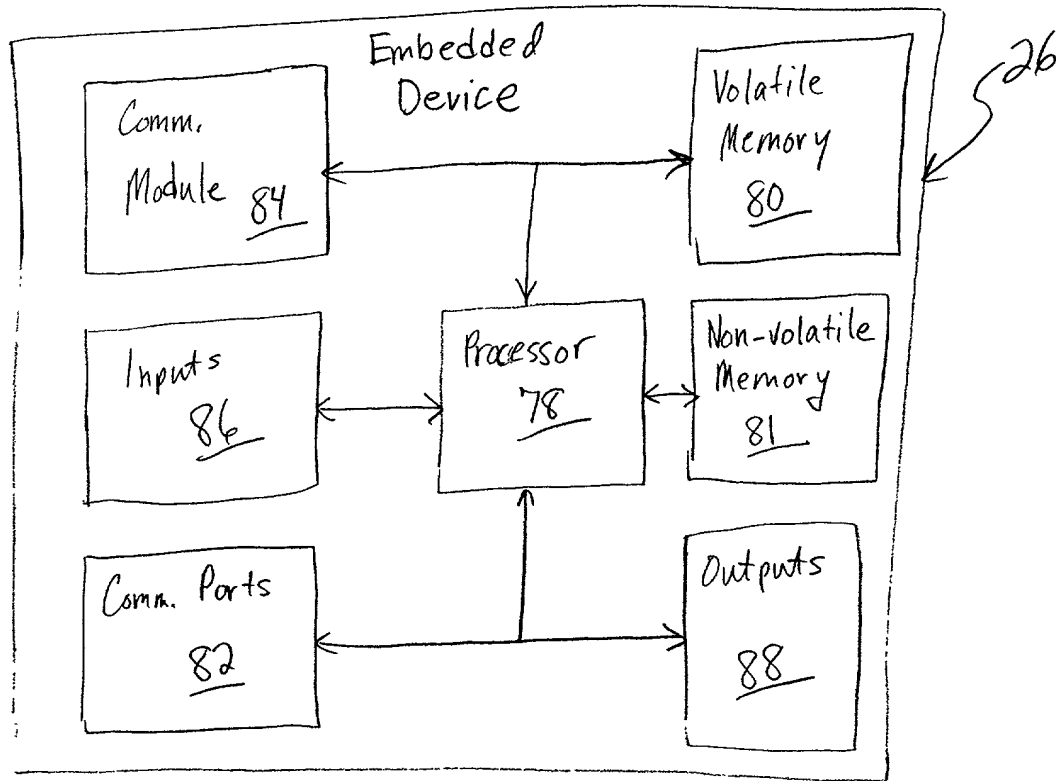 Embedded
Device
26
Comm.
Module 84
Volatile
Memory
80
Inputs
86
Processor
78
Non-volatile
Memory
81
Comm. Ports
82
Outputs
88